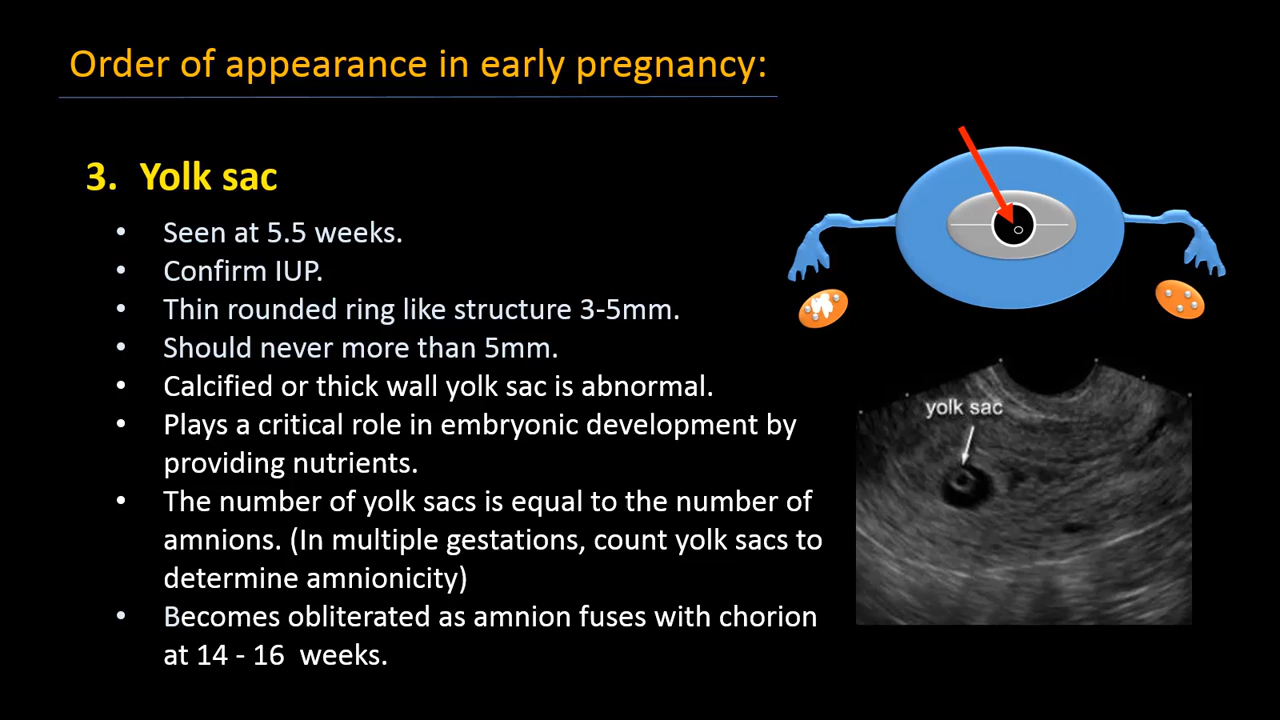 Order of appearance in early pregnancy:
3. Yolk sac
• Seen at 5.5 weeks.
• Confirm IUP.
• Thin rounded ring like structure 3-5mm.
• Should never more than 5mm.
• Calcified or thick wall yolk sac is abnormal.
• Plays a critical role in embryonic development by
providing nutrients.
• The number of yolk sacs is equal to the number of
amnions. (In multiple gestations, count yolk sacs to
determine amnionicity)
• Becomes obliterated as amnion fuses with chorion
at 14 - 16 weeks.
yolk sac